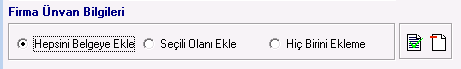 Firma Ünvan Bilgileri
Hepsini Belgeye Ekle Seçili Olanı Ekle Hiç Birini Ekleme